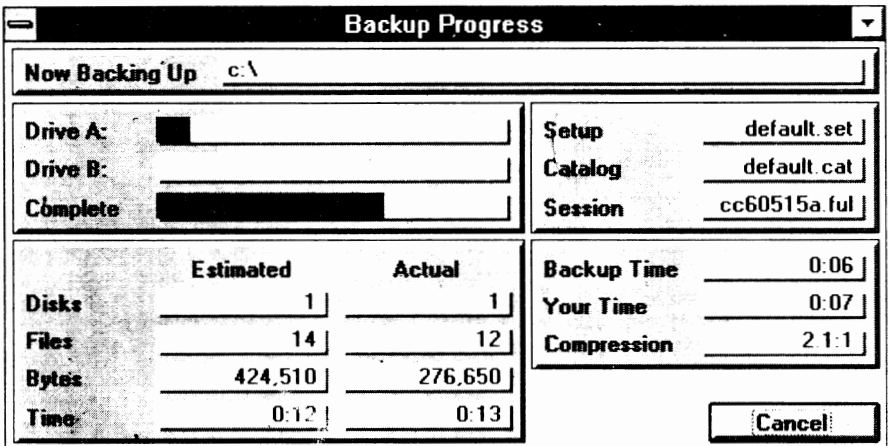 Backup Progress
Now Backing Up c:\
Drive A:
Drive B:
Complete
Setup default.set
Catalog default.cat
Session cc60515a.ful
Estimated Actual
Disks 1 1
Files 14 12
Bytes 424,510 276,650
Time 0:12 0:13
Backup Time 0:06
Your Time 0:07
Compression 2.1:1
Cancel